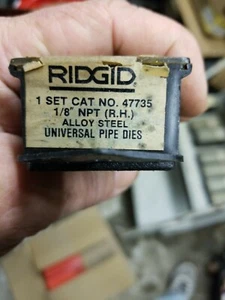 RIDGID
1 SET CAT NO. 47735
1/8" NPT (R.H.)
ALLOY STEEL
UNIVERSAL PIPE DIES